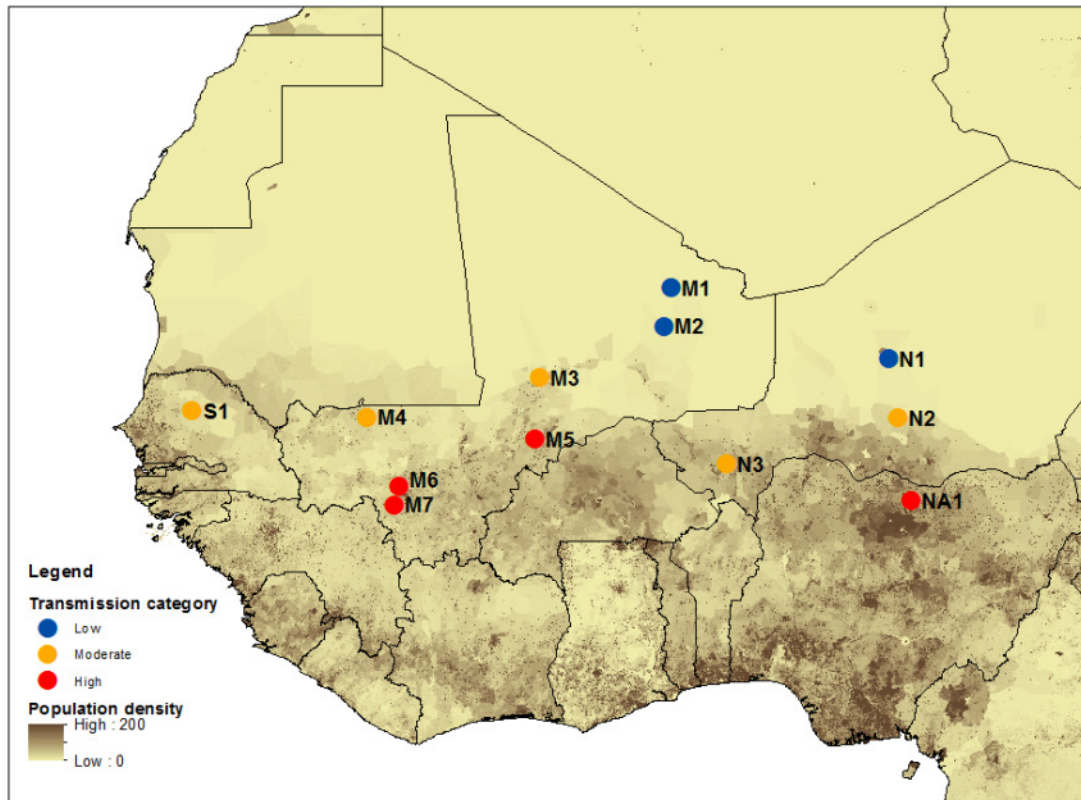 M1
M2
N1
M3
S1
M4
N2
M5
N3
M6
NA1
M7
Legend
Transmission category
Low
Moderate
High
Population density
High : 200
Low : 0